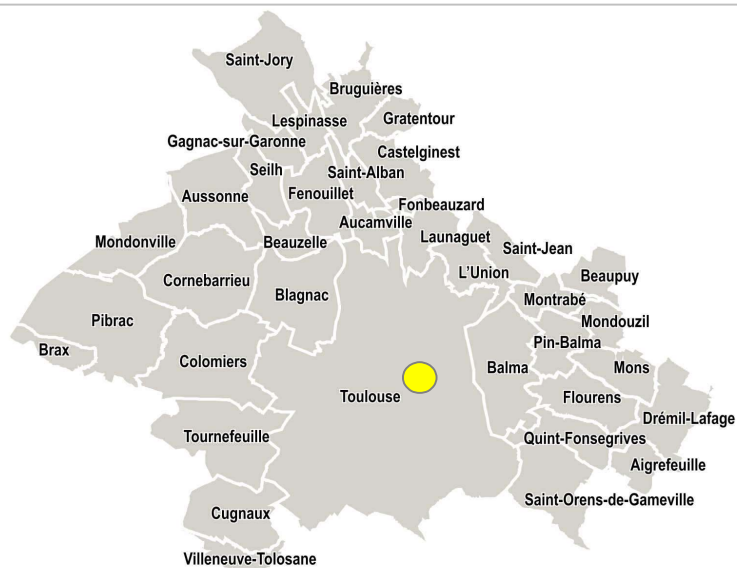 Saint-Jory
Bruguières
Lespinasse
Gratentour
Gagnac-sur-Garonne
Castelginest
Seilh
Saint-Alban
Aussonne
Fenouillet
Fonbeauzard
Aucamville
Launaguet
Mondonville
Beauzelle
Saint-Jean
L'Union
Beaupuy
Cornebarrieu
Blagnac
Montrabé
Pibrac
Mondouzil
Pin-Balma
Brax
Colomiers
Balma
Mons
Toulouse
Flourens
Drémil-Lafage
Tournefeuille
Quint-Fonsegrives
Aigrefeuille
Saint-Orens-de-Gameville
Cugnaux
Villeneuve-Tolosane